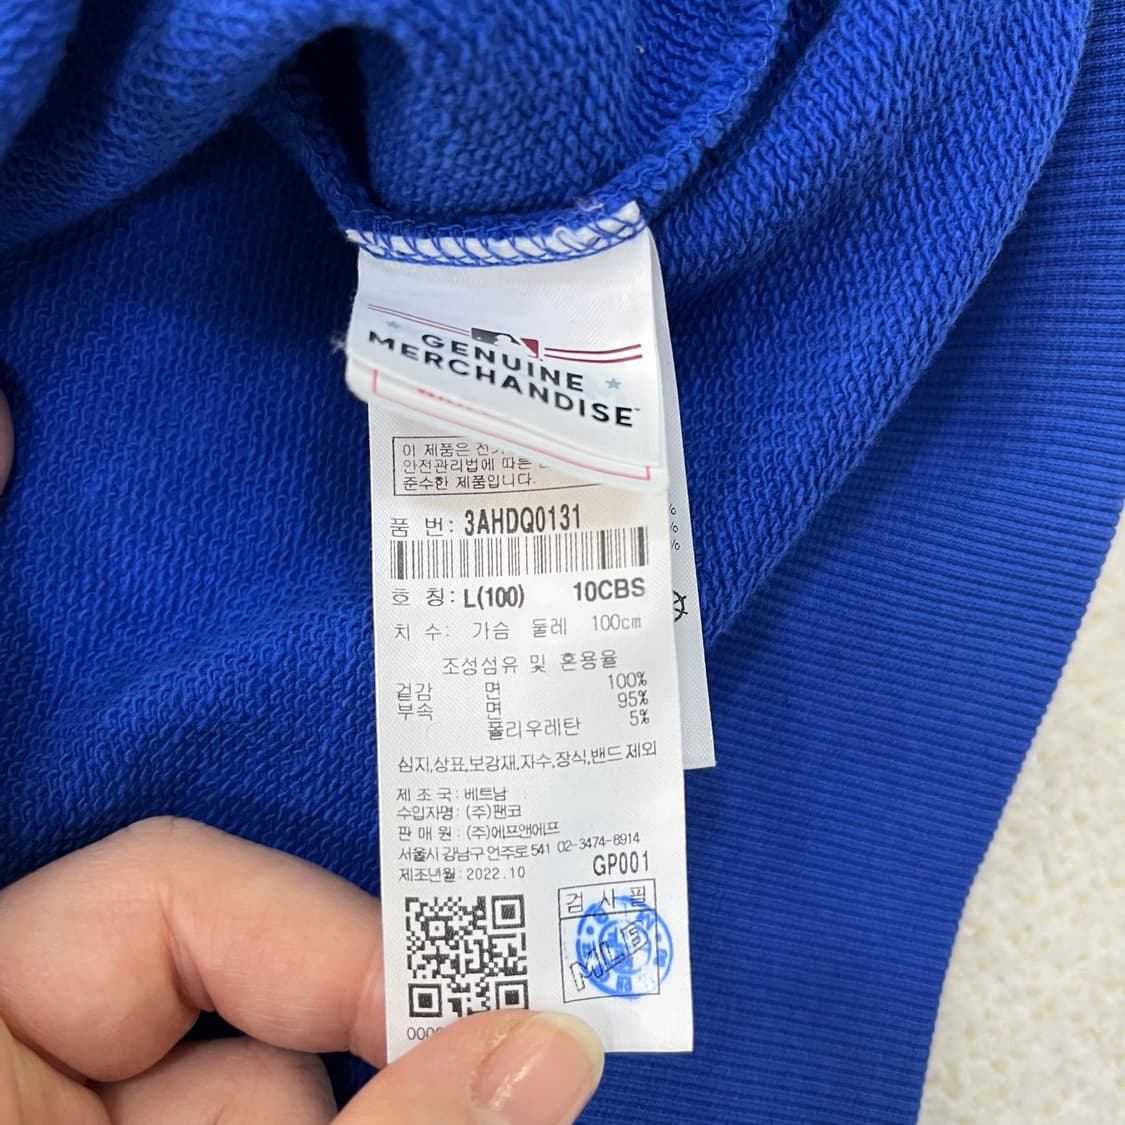 GENUINE
MERCHANDISE™
이 제품은
안전관리법에 따른
준수한 제품입니다.
품 번: 3AHDQ0131
호 칭: L(100) 10CBS
치 수: 가슴 둘레 100cm
조성섬유 및 혼용율
겉감 면 100%
부속 면 95%
폴리우레탄 5%
심지,상표,보강재,자수,장식,밴드 제외
제 조 국 : 베트남
수입자명 : (주)팬코
판 매 원 : (주)에프앤에프
서울시 강남구 언주로 541 02-3474-8914
제조년월 : 2022.10 GP001
검 사 필
MLB